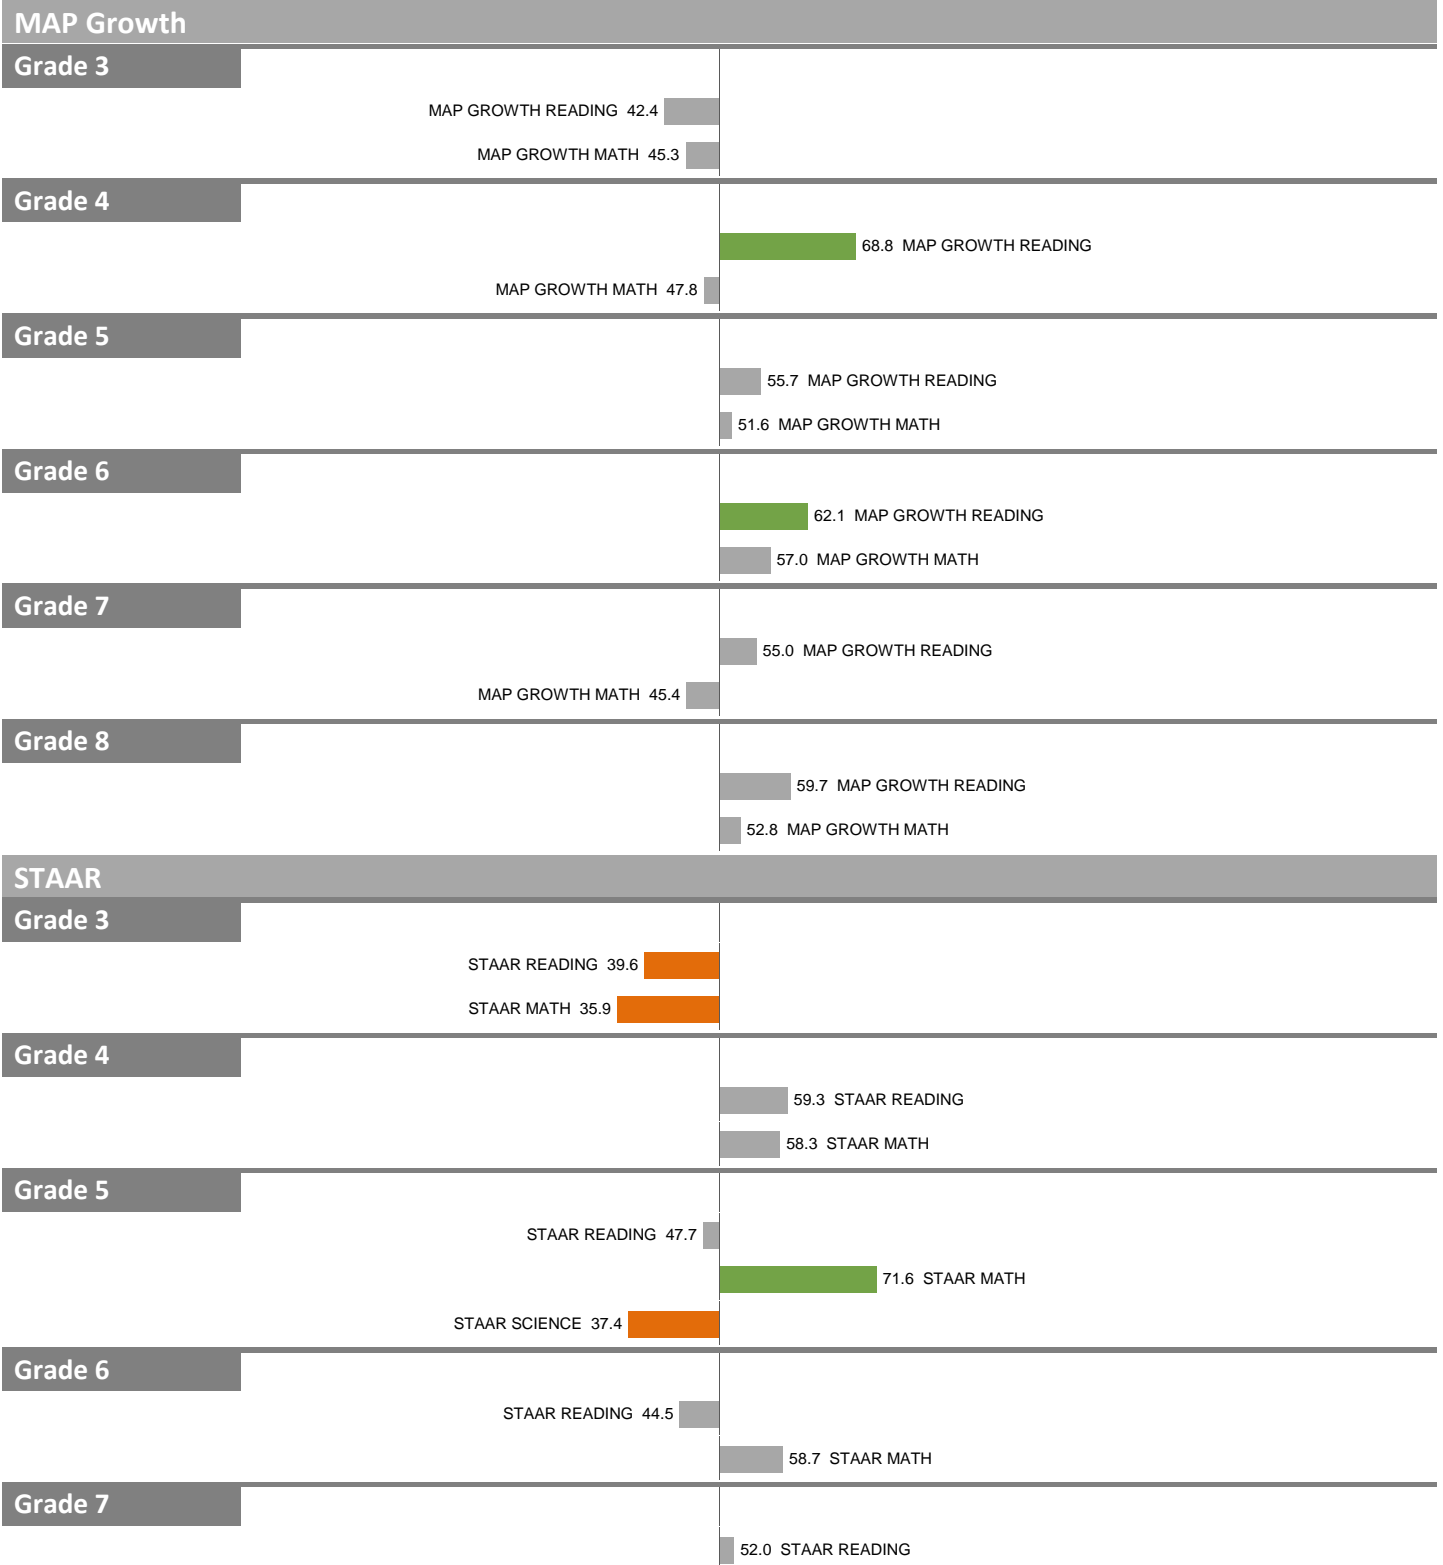 MAP Growth
Grade 3
MAP GROWTH READING 42.4
MAP GROWTH MATH 45.3
Grade 4
68.8 MAP GROWTH READING
MAP GROWTH MATH 47.8
Grade 5
55.7 MAP GROWTH READING
51.6 MAP GROWTH MATH
Grade 6
62.1 MAP GROWTH READING
57.0 MAP GROWTH MATH
Grade 7
55.0 MAP GROWTH READING
MAP GROWTH MATH 45.4
Grade 8
59.7 MAP GROWTH READING
52.8 MAP GROWTH MATH
STAAR
Grade 3
STAAR READING 39.6
STAAR MATH 35.9
Grade 4
59.3 STAAR READING
58.3 STAAR MATH
Grade 5
STAAR READING 47.7
71.6 STAAR MATH
STAAR SCIENCE 37.4
Grade 6
STAAR READING 44.5
58.7 STAAR MATH
Grade 7
52.0 STAAR READING